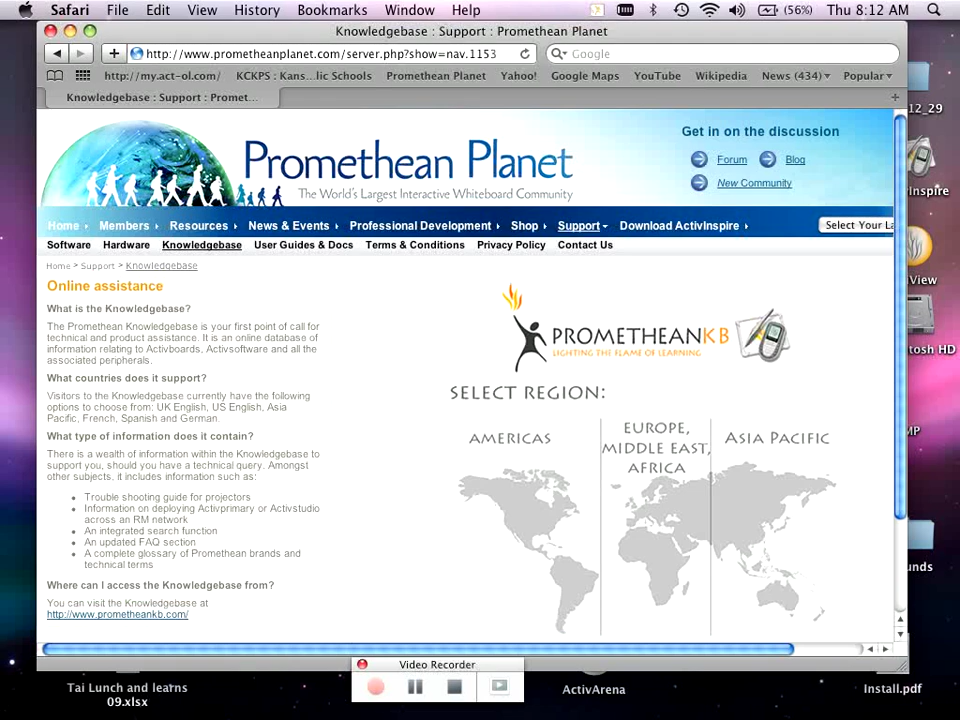 Safari File Edit View History Bookmarks Window Help (56%) Thu 8:12 AM
Knowledgebase : Support : Promethean Planet
http://www.prometheanplanet.com/server.php?show=nav.1153 Google
http://my.act-ol.com/ KCKPS : Kans...lic Schools Promethean Planet Yahoo! Google Maps YouTube Wikipedia News (434) Popular
Knowledgebase : Support : Promet...
12_29
Get in on the discussion
Promethean Planet
Forum Blog
The World's Largest Interactive Whiteboard Community
New Community
nspire
Home Members Resources News & Events Professional Development Shop Support Download ActivInspire Select Your La
Software Hardware Knowledgebase User Guides & Docs Terms & Conditions Privacy Policy Contact Us
Home > Support > Knowledgebase
View
Online assistance
What is the Knowledgebase?
The Promethean Knowledgebase is your first point of call for
technical and product assistance. It is an online database of
information relating to Activboards, Activsoftware and all the
associated peripherals.
PROMETHEANKB
LIGHTING THE FLAME OF LEARNING
tosh HD
What countries does it support?
Visitors to the Knowledgebase currently have the following
options to choose from: UK English, US English, Asia
Pacific, French, Spanish and German.
SELECT REGION:
What type of information does it contain?
There is a wealth of information within the Knowledgebase to
support you, should you have a technical query. Amongst
other subjects, it includes information such as:
AMERICAS
EUROPE,
MIDDLE EAST,
AFRICA
ASIA PACIFIC
MP
Trouble shooting guide for projectors
Information on deploying Activprimary or Activstudio
across an RM network
An integrated search function
An updated FAQ section
A complete glossary of Promethean brands and
technical terms
unds
Where can I access the Knowledgebase from?
You can visit the Knowledgebase at
http://www.prometheankb.com/
Video Recorder
Tai Lunch and learns
09.xlsx
ActivArena
Install.pdf